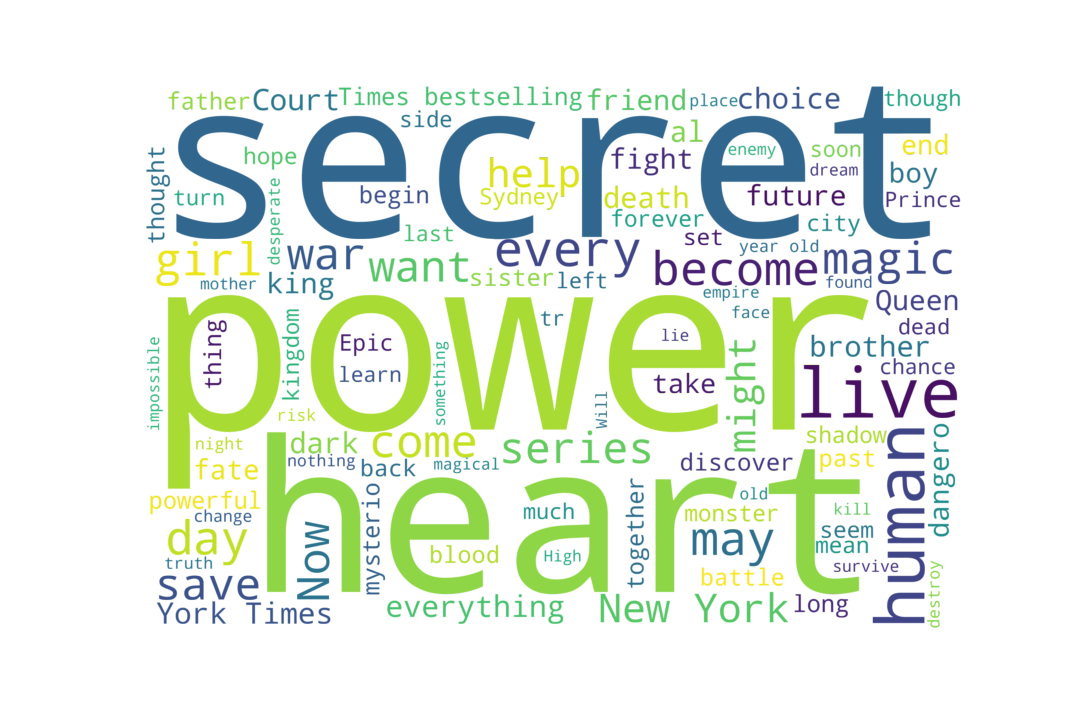 father Court Times bestselling friend place choice though
side
secret
thought hope turn desperate begin help Sydney al fight death enemy soon dream end boy
future Prince
forever city
girl war last every set year old magic
mother king want sister left become found
power
empire Queen
thing kingdom Epic tr face dead
impossible learn something lie brother
chance
take might live
risk Will
night dark come series shadow
fate nothing back magical discover past human dangero
heart
powerful old
change mysterio much together monster kill
day Now blood High may seem
truth mean
battle survive
save destroy
York Times everything New York long